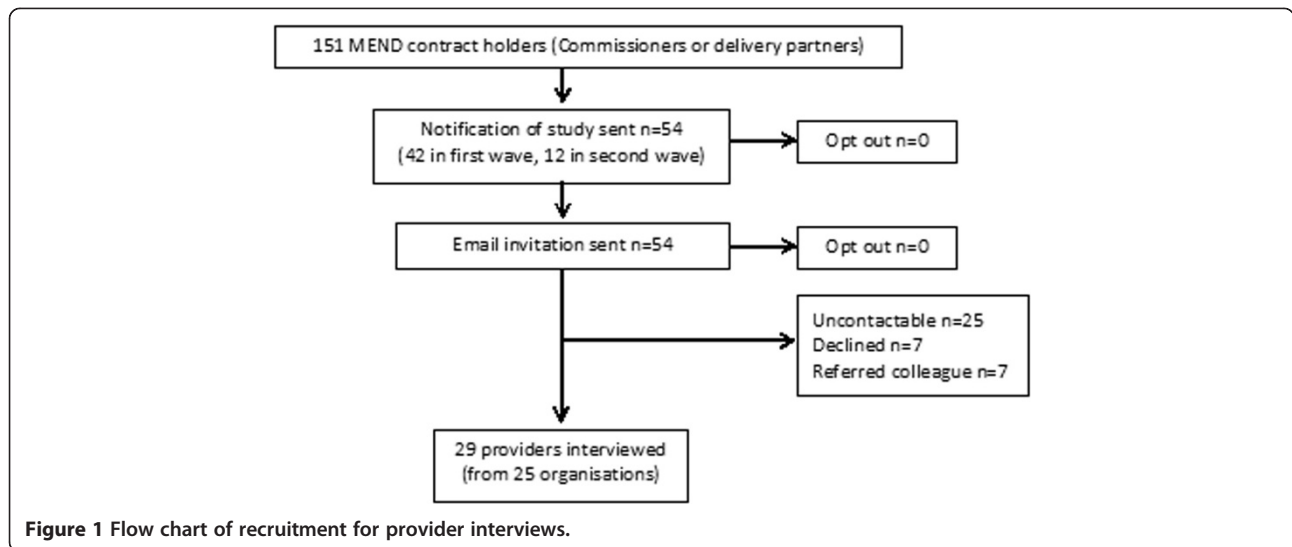 151 MEND contract holders (Commissioners or delivery partners)
Notification of study sent n=54
(42 in first wave, 12 in second wave)
Opt out n=0
Email invitation sent n=54
Opt out n=0
Uncontactable n=25
Declined n=7
Referred colleague n=7
29 providers interviewed
(from 25 organisations)
Figure 1 Flow chart of recruitment for provider interviews.